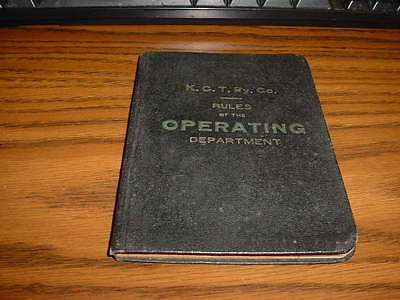 K. C. T. Ry. Co.
RULES
OF THE
OPERATING
DEPARTMENT